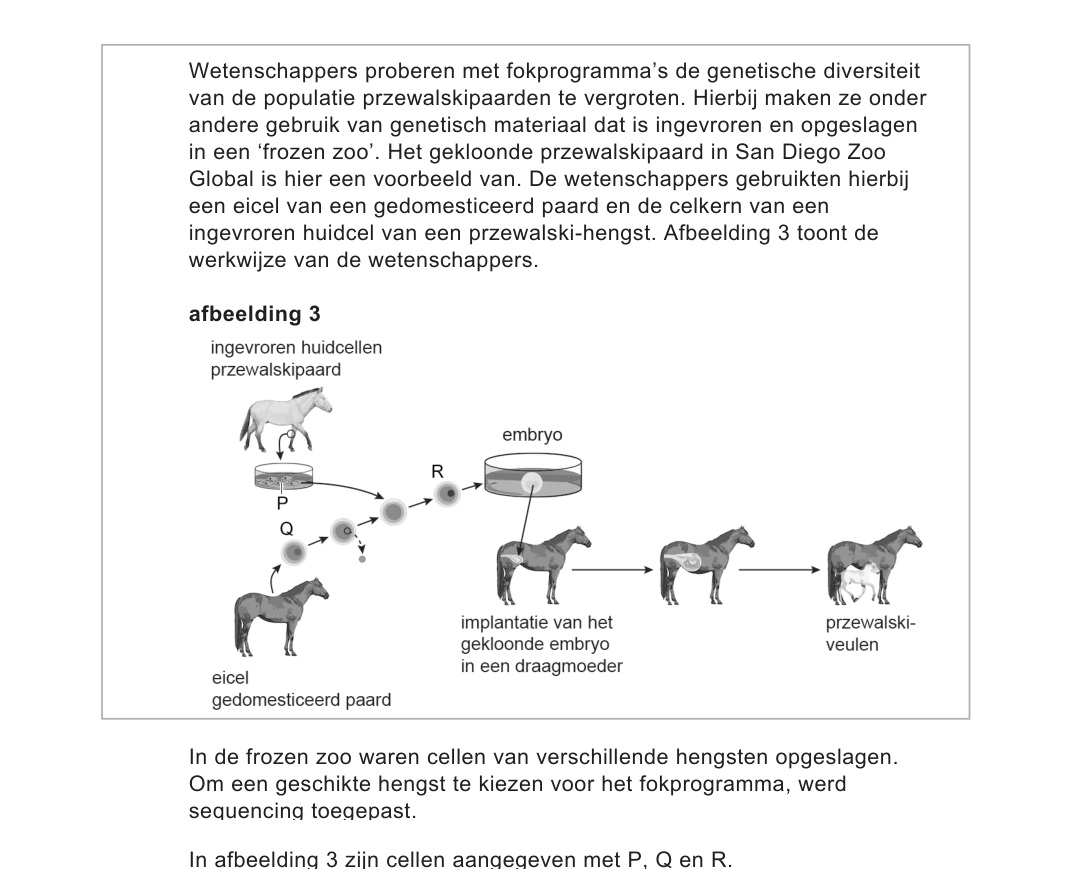 Wetenschappers proberen met fokprogramma’s de genetische diversiteit
van de populatie przewalskipaarden te vergroten. Hierbij maken ze onder
andere gebruik van genetisch materiaal dat is ingevroren en opgeslagen
in een ‘frozen zoo’. Het gekloonde przewalskipaard in San Diego Zoo
Global is hier een voorbeeld van. De wetenschappers gebruikten hierbij
een eicel van een gedomesticeerd paard en de celkern van een
ingevroren huidcel van een przewalski-hengst. Afbeelding 3 toont de
werkwijze van de wetenschappers.
afbeelding 3
ingevroren huidcellen
przewalskipaard
embryo
R
P
Q
implantatie van het
gekloonde embryo
in een draagmoeder
przewalski-
veulen
eicel
gedomesticeerd paard
In de frozen zoo waren cellen van verschillende hengsten opgeslagen.
Om een geschikte hengst te kiezen voor het fokprogramma, werd
sequencing toegepast.
In afbeelding 3 zijn cellen aangegeven met P, Q en R.